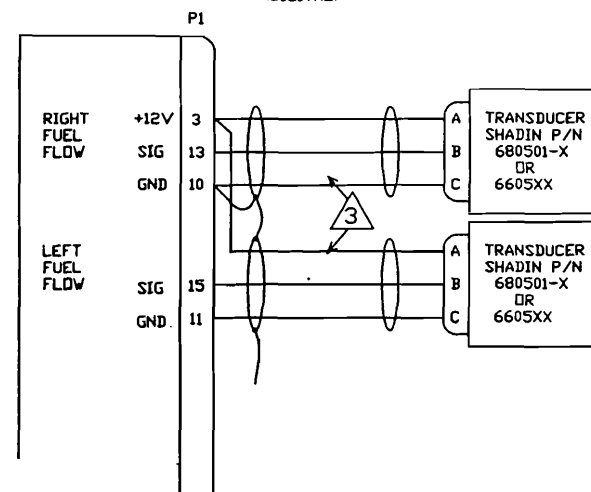 P1
RIGHT FUEL FLOW
+12V 3
SIG 13
GND 10
A
B
C
TRANSDUCER
SHADIN P/N
680501-X
OR
6605XX
3
LEFT FUEL FLOW
SIG 15
GND. 11
A
B
C
TRANSDUCER
SHADIN P/N
680501-X
OR
6605XX